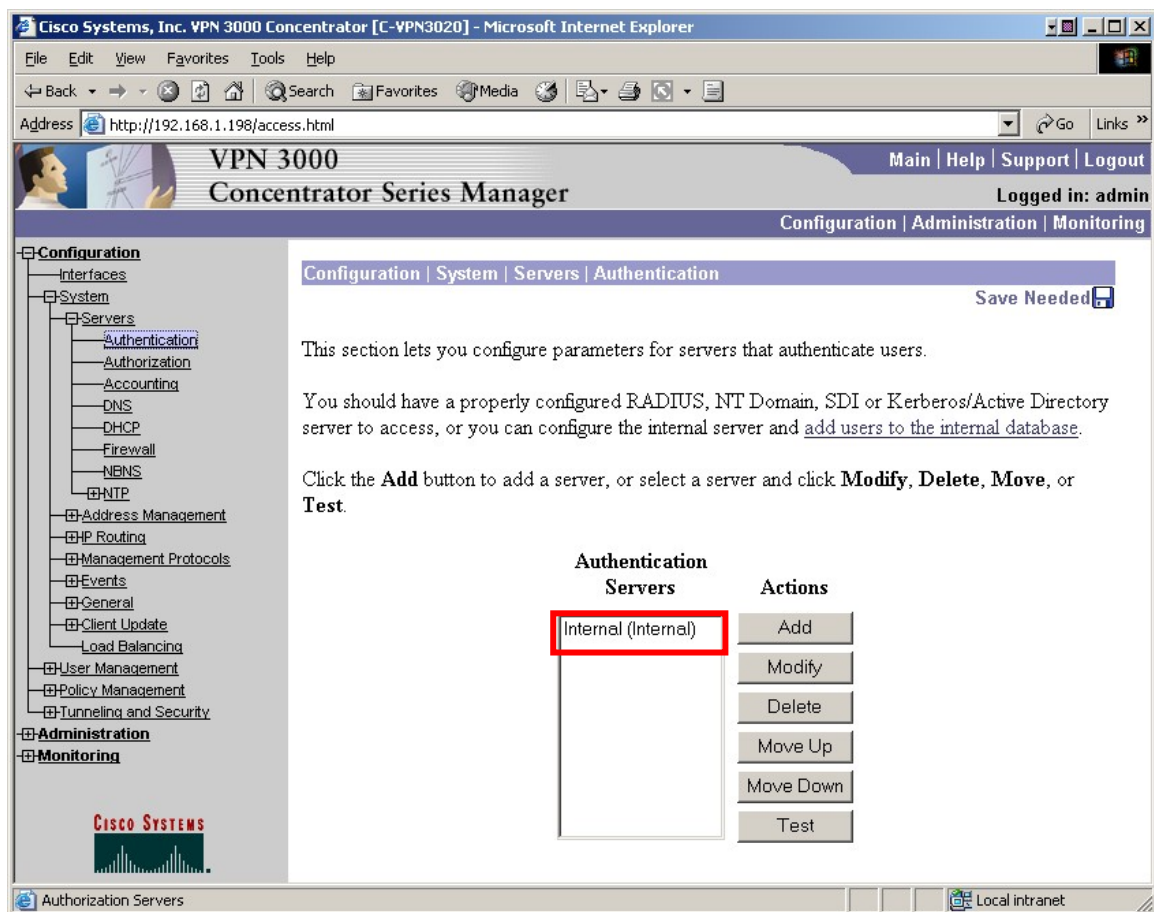 Cisco Systems, Inc. VPN 3000 Concentrator [C-VPN3020] - Microsoft Internet Explorer
File Edit View Favorites Tools Help
Back Search Favorites Media
Address http://192.168.1.198/access.html Go Links »
VPN 3000
Concentrator Series Manager
Main | Help | Support | Logout
Logged in: admin
Configuration | Administration | Monitoring
Configuration
Interfaces
System
Servers
Authentication
Authorization
Accounting
DNS
DHCP
Firewall
NBNS
NTP
Address Management
IP Routing
Management Protocols
Events
General
Client Update
Load Balancing
User Management
Policy Management
Tunneling and Security
Administration
Monitoring
CISCO SYSTEMS
Configuration | System | Servers | Authentication
Save Needed
This section lets you configure parameters for servers that authenticate users.
You should have a properly configured RADIUS, NT Domain, SDI or Kerberos/Active Directory
server to access, or you can configure the internal server and add users to the internal database.
Click the Add button to add a server, or select a server and click Modify, Delete, Move, or
Test.
Authentication
Servers
Actions
Internal (Internal)
Add
Modify
Delete
Move Up
Move Down
Test
Authorization Servers
Local intranet